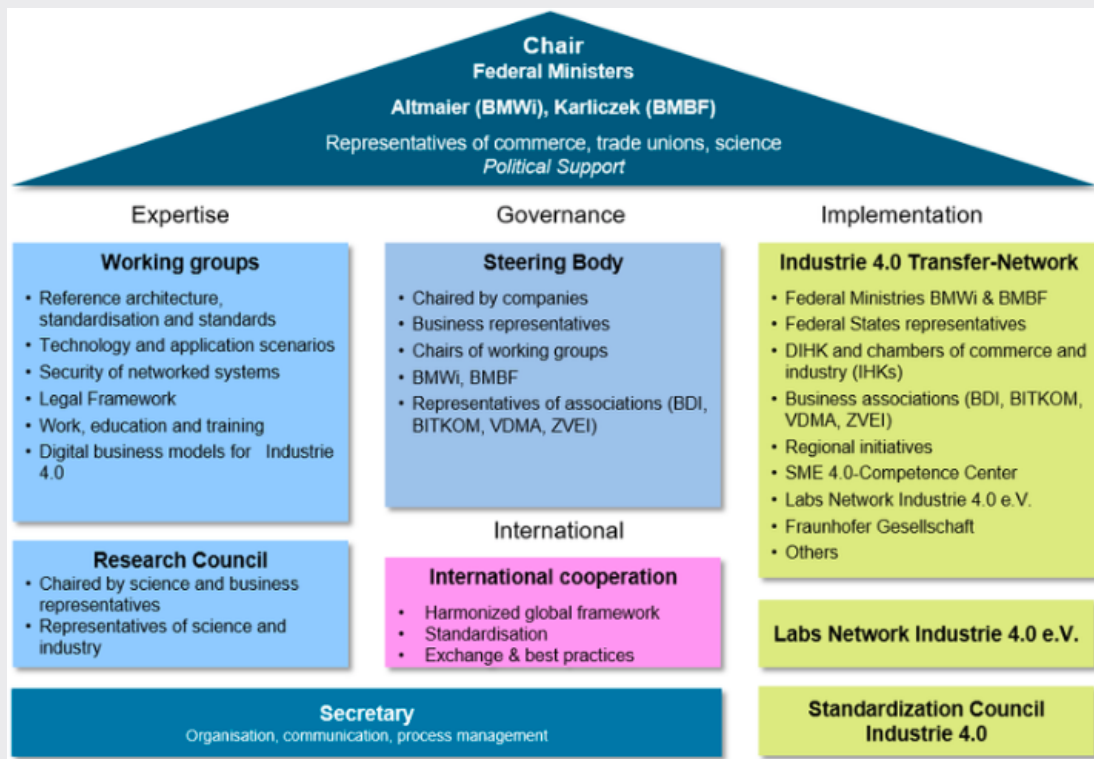 Chair
Federal Ministers
Altmaier (BMWi), Karliczek (BMBF)
Representatives of commerce, trade unions, science
Political Support
Expertise
Working groups
• Reference architecture,
standardisation and standards
• Technology and application scenarios
• Security of networked systems
• Legal Framework
• Work, education and training
• Digital business models for Industrie
4.0
Research Council
• Chaired by science and business
representatives
• Representatives of science and
industry
Governance
Steering Body
• Chaired by companies
• Business representatives
• Chairs of working groups
• BMWi, BMBF
• Representatives of associations (BDI,
BITKOM, VDMA, ZVEI)
International
International cooperation
• Harmonized global framework
• Standardisation
• Exchange & best practices
Implementation
Industrie 4.0 Transfer-Network
• Federal Ministries BMWi & BMBF
• Federal States representatives
• DIHK and chambers of commerce and
industry (IHKs)
• Business associations (BDI, BITKOM,
VDMA, ZVEI)
• Regional initiatives
• SME 4.0-Competence Center
• Labs Network Industrie 4.0 e.V.
• Fraunhofer Gesellschaft
• Others
Labs Network Industrie 4.0 e.V.
Standardization Council
Industrie 4.0
Secretary
Organisation, communication, process management